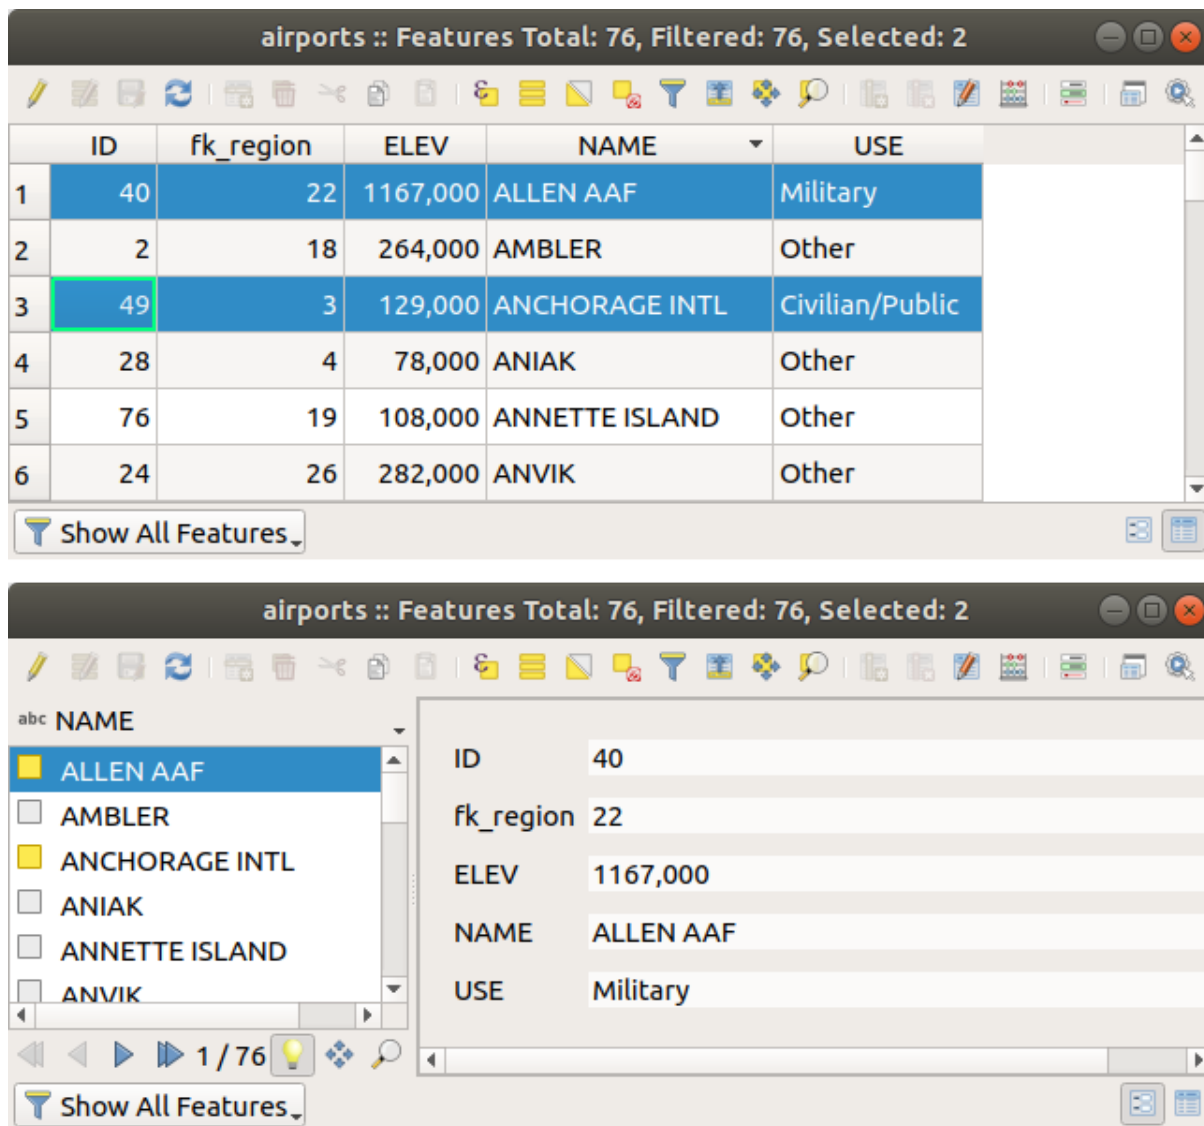 airports :: Features Total: 76, Filtered: 76, Selected: 2
ID fk_region ELEV NAME USE
1 40 22 1167,000 ALLEN AAF Military
2 2 18 264,000 AMBLER Other
3 49 3 129,000 ANCHORAGE INTL Civilian/Public
4 28 4 78,000 ANIAK Other
5 76 19 108,000 ANNETTE ISLAND Other
6 24 26 282,000 ANVIK Other
Show All Features
airports :: Features Total: 76, Filtered: 76, Selected: 2
abc NAME
ALLEN AAF
AMBLER
ANCHORAGE INTL
ANIAK
ANNETTE ISLAND
ANVIK
1 / 76
ID 40
fk_region 22
ELEV 1167,000
NAME ALLEN AAF
USE Military
Show All Features